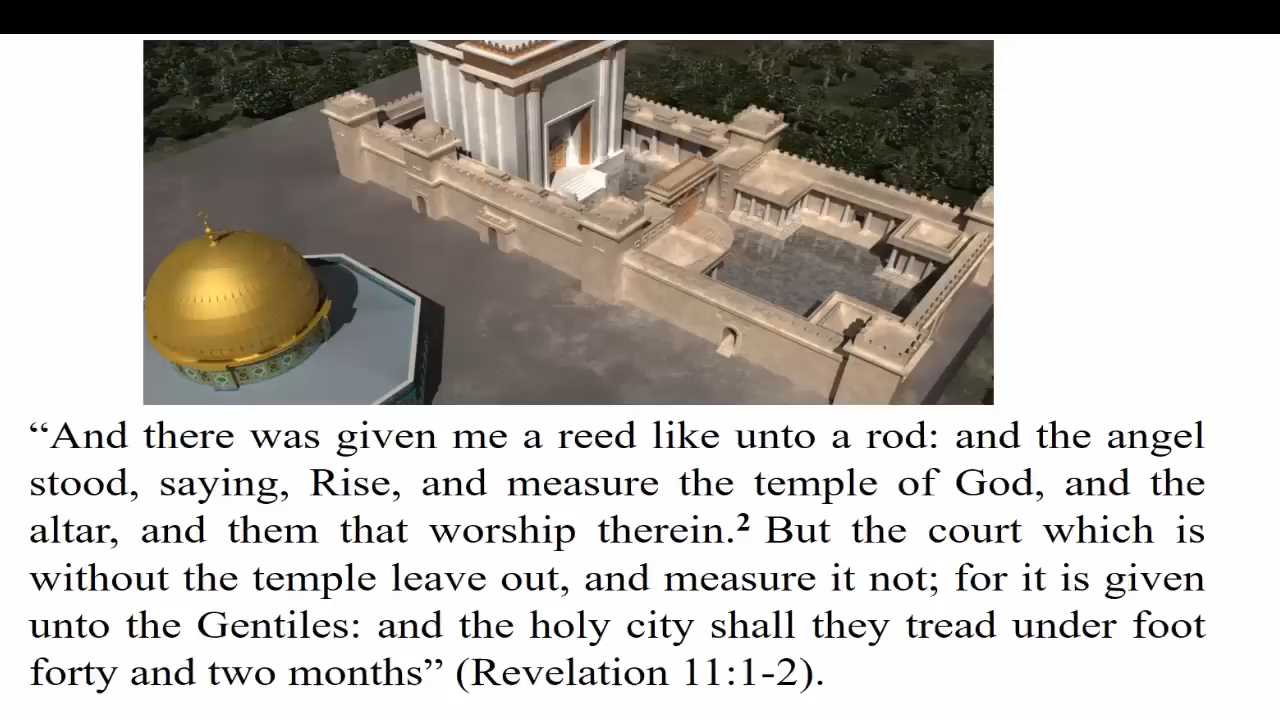 “And there was given me a reed like unto a rod: and the angel
stood, saying, Rise, and measure the temple of God, and the
altar, and them that worship therein.² But the court which is
without the temple leave out, and measure it not; for it is given
unto the Gentiles: and the holy city shall they tread under foot
forty and two months” (Revelation 11:1-2).